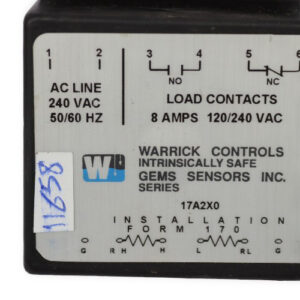 1 2 3 4 5 6
NO NC
AC LINE
240 VAC
50/60 HZ
LOAD CONTACTS
8 AMPS 120/240 VAC
WARRICK CONTROLS
INTRINSICALLY SAFE
GEMS SENSORS INC.
SERIES
17A2X0
INSTALLATION
FORM 170
G RH H L RL G
11658